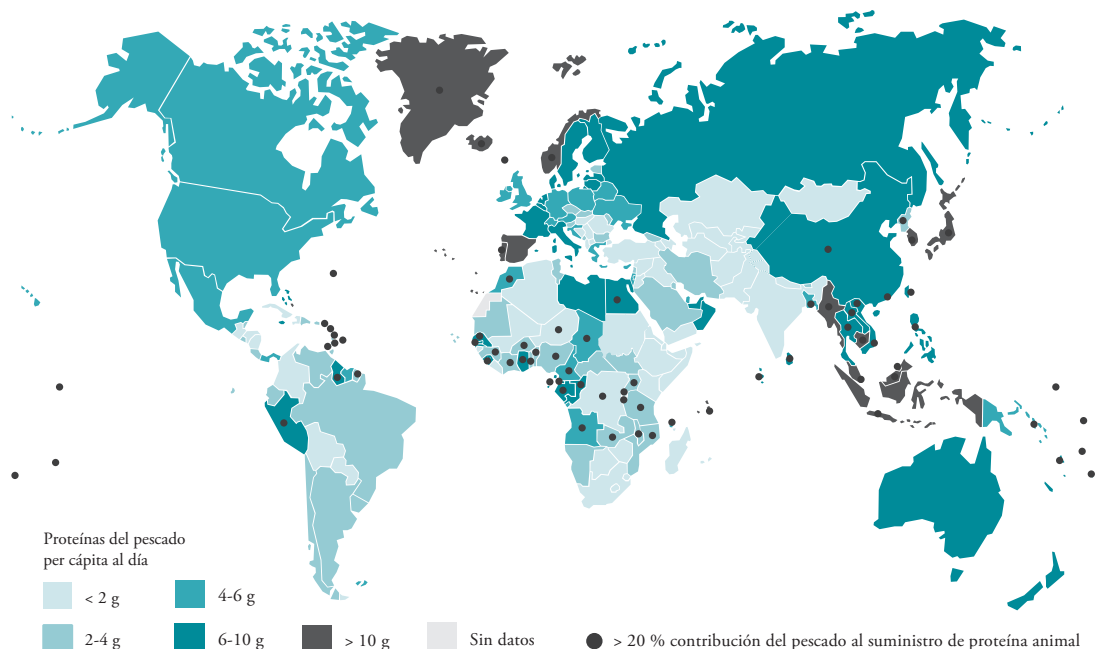 Proteínas del pescado
per cápita al día
< 2 g
4-6 g
2-4 g
6-10 g
> 10 g
Sin datos
> 20 % contribución del pescado al suministro de proteína animal